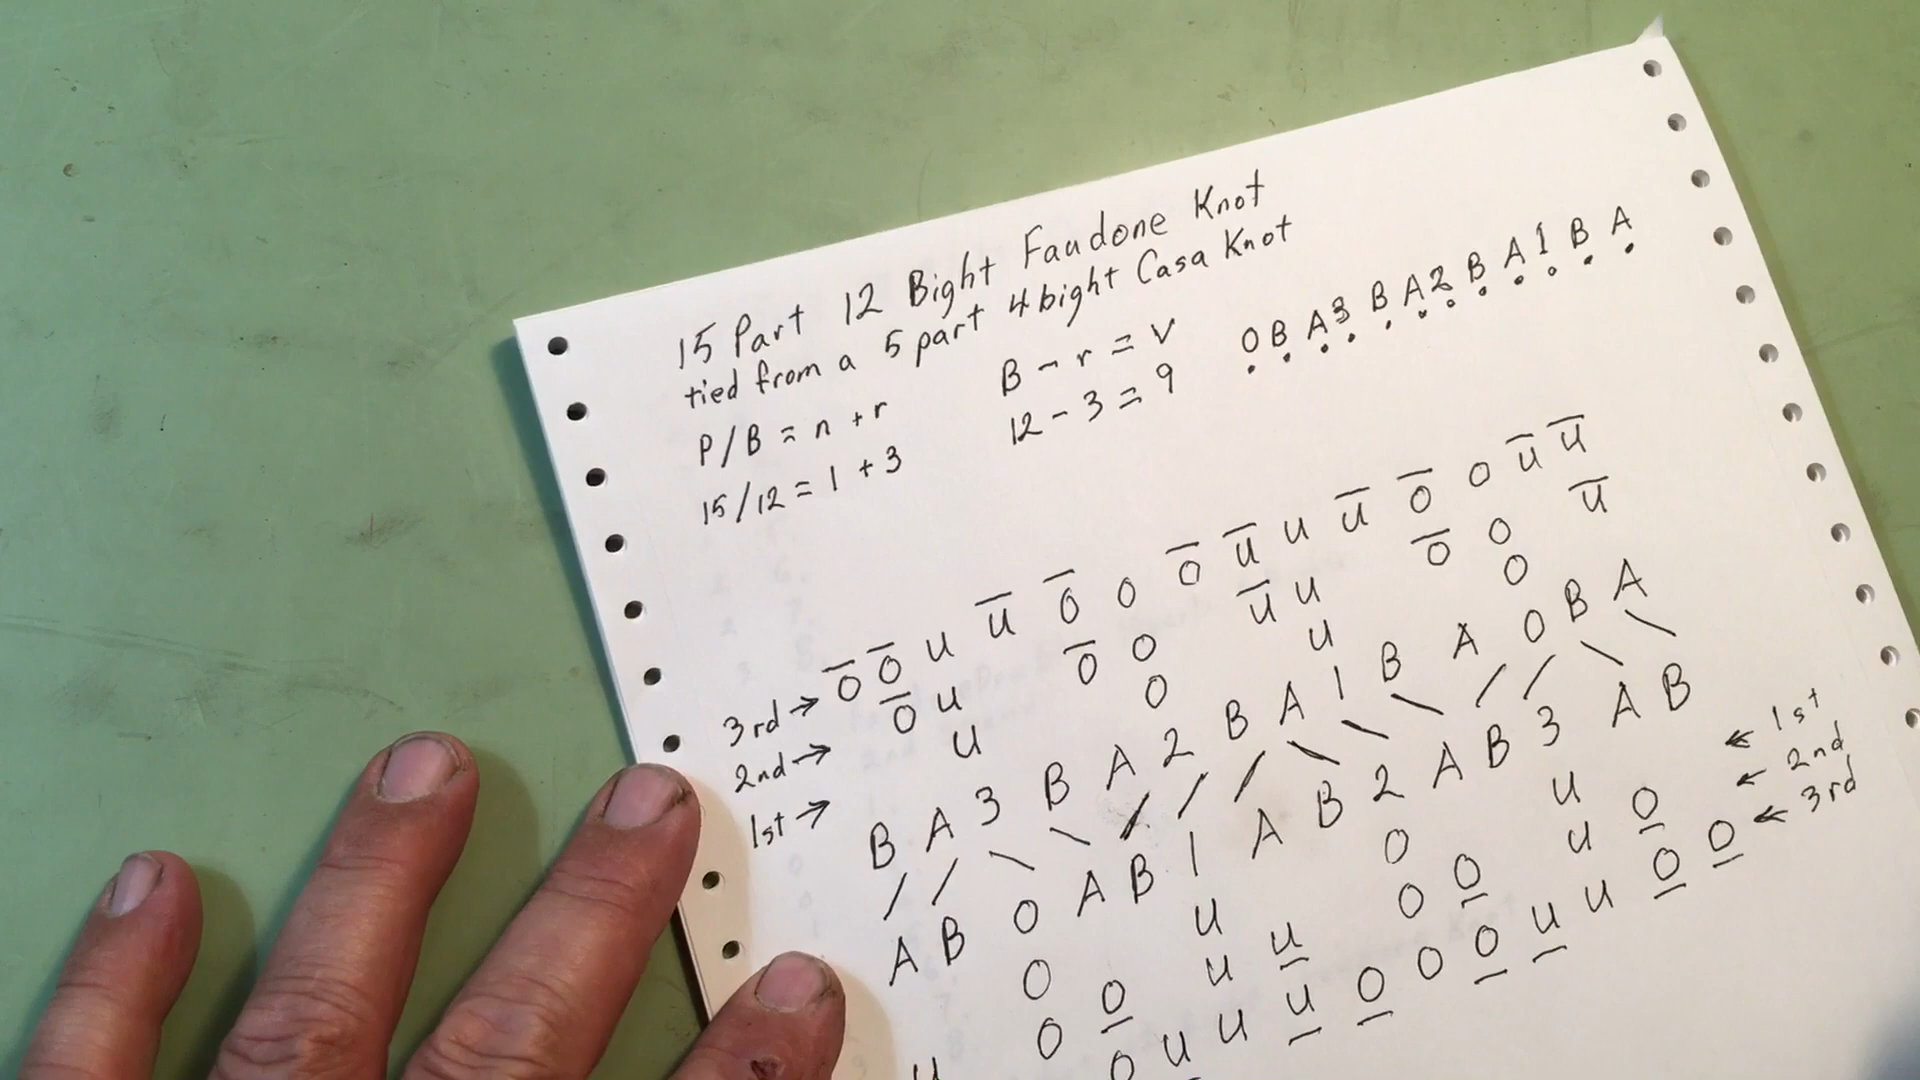 15 Part 12 Bight Faudone Knot
tied from a 5 part 4 bight Casa Knot
P/B = n + r
15/12 = 1 + 3
B - r = V
12 - 3 = 9
O B A 3 B A 2 B A 1 B A
3rd → O O U U O O O U U U O O U U
2nd → O U O O U U O O U
1st → U O U O
B A 3 B A 2 B A 1 B A O B A
/ / \ \ / / / \ \ \ / / \ \
A B O A B 1 A B 2 A B 3 A B
O U O U ← 1st
U O O U U O O U O ← 2nd
O U U U O O O U U O O ← 3rd